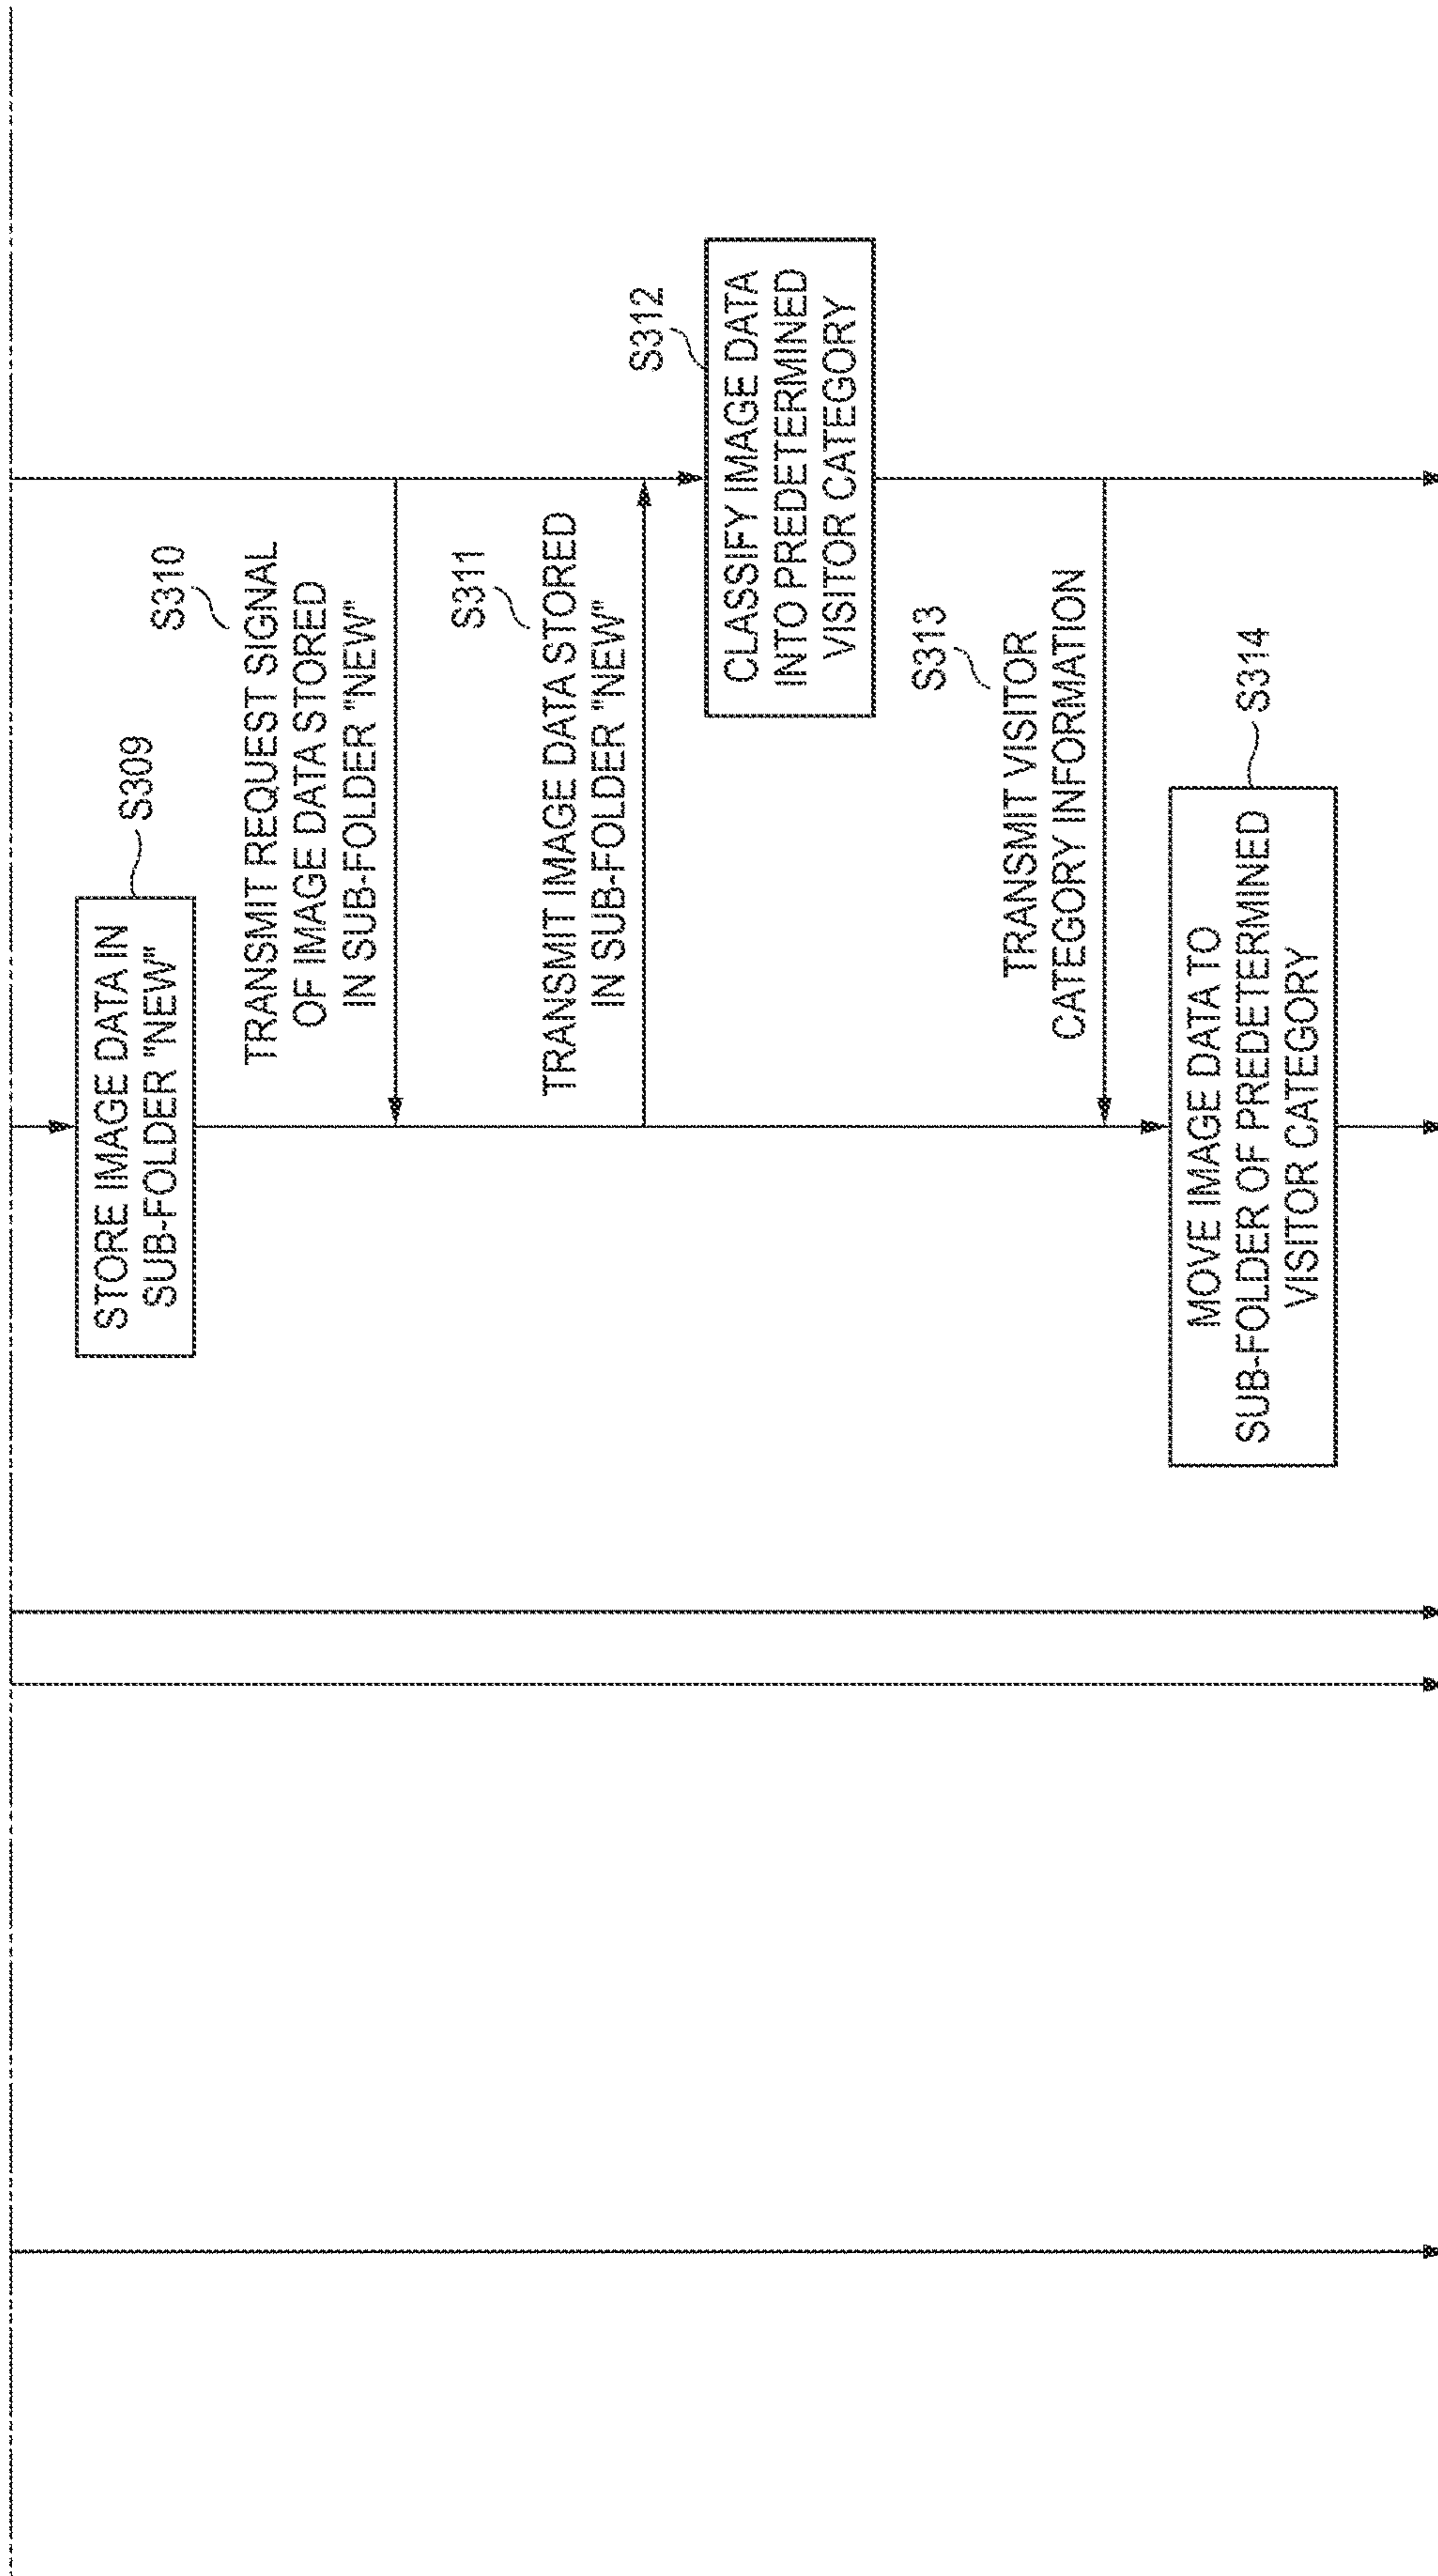 S309
STORE IMAGE DATA IN
SUB-FOLDER "NEW"
S310
TRANSMIT REQUEST SIGNAL
OF IMAGE DATA STORED
IN SUB-FOLDER "NEW"
S311
TRANSMIT IMAGE DATA STORED
IN SUB-FOLDER "NEW"
S312
CLASSIFY IMAGE DATA
INTO PREDETERMINED
VISITOR CATEGORY
S313
TRANSMIT VISITOR
CATEGORY INFORMATION
S314
MOVE IMAGE DATA TO
SUB-FOLDER OF PREDETERMINED
VISITOR CATEGORY